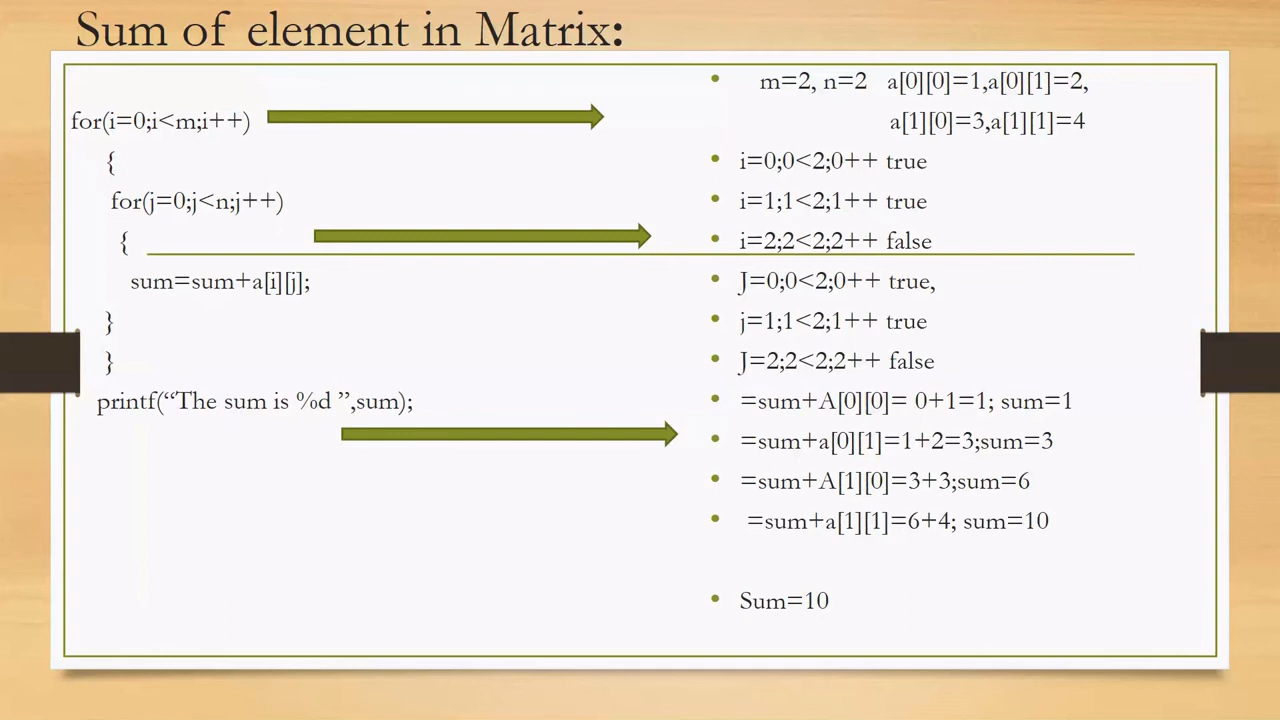 Sum of element in Matrix:
for(i=0;i<m;i++)
{
for(j=0;j<n;j++)
{
sum=sum+a[i][j];
}
}
printf(“The sum is %d ”,sum);
• m=2, n=2 a[0][0]=1,a[0][1]=2,
a[1][0]=3,a[1][1]=4
• i=0;0<2;0++ true
• i=1;1<2;1++ true
• i=2;2<2;2++ false
• J=0;0<2;0++ true,
• j=1;1<2;1++ true
• J=2;2<2;2++ false
• =sum+A[0][0]= 0+1=1; sum=1
• =sum+a[0][1]=1+2=3;sum=3
• =sum+A[1][0]=3+3;sum=6
• =sum+a[1][1]=6+4; sum=10
• Sum=10